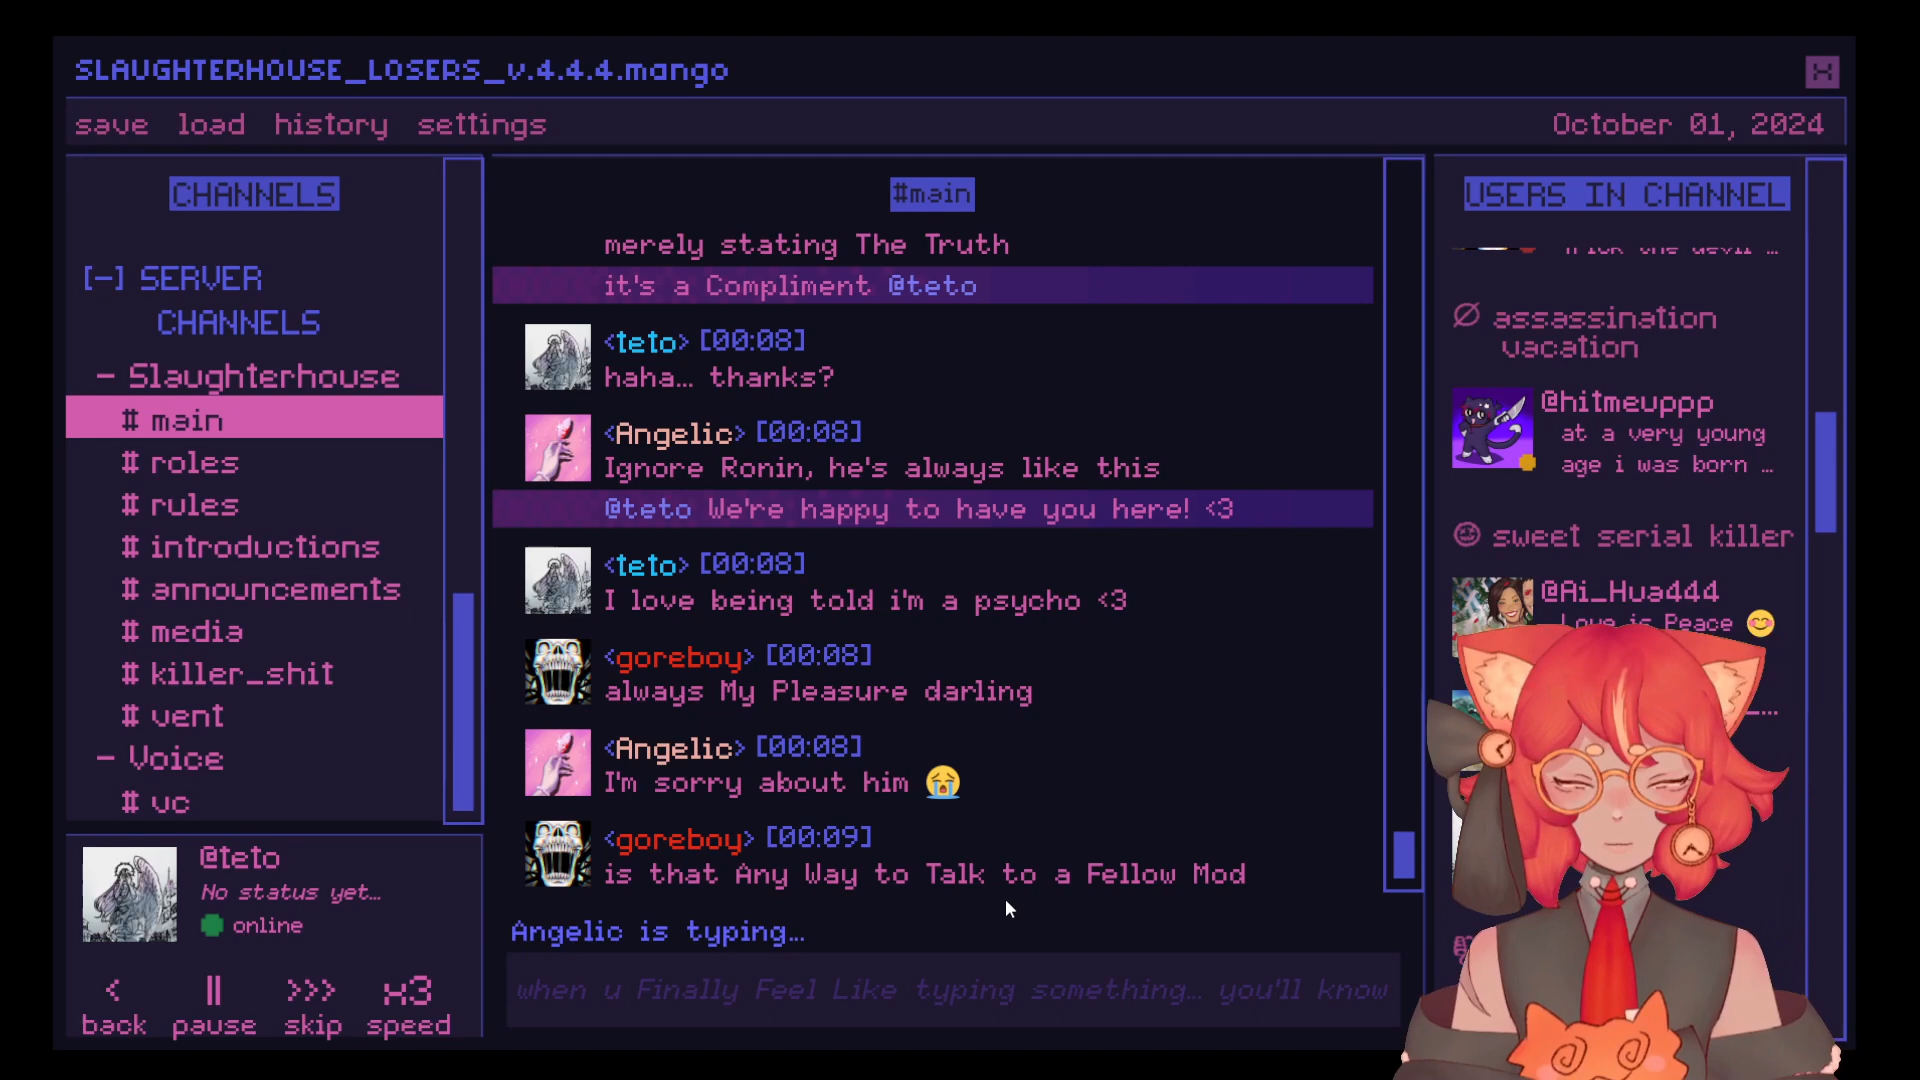 SLAUGHTERHOUSE_LOSERS_v.4.4.4.mango
x
save load history settings
October 01, 2024
CHANNELS
[-] SERVER
CHANNELS
- Slaughterhouse
# main
# roles
# rules
# introductions
# announcements
# media
# killer_shit
# vent
- Voice
# vc
@teto
No status yet...
online
< || >>> x3
back pause skip speed
#main
merely stating The Truth
it's a Compliment @teto
<teto> [00:08]
haha... thanks?
<Angelic> [00:08]
Ignore Ronin, he's always like this
@teto We're happy to have you here! <3
<teto> [00:08]
I love being told i'm a psycho <3
<goreboy> [00:08]
always My Pleasure darling
<Angelic> [00:08]
I'm sorry about him 😭
<goreboy> [00:09]
is that Any Way to Talk to a Fellow Mod
Angelic is typing...
when u Finally Feel Like typing something... you'll know
USERS IN CHANNEL
assassination
vacation
@hitmeuppp
at a very young
age i was born ...
sweet serial killer
@Ai_Hua444
Love is Peace 😊